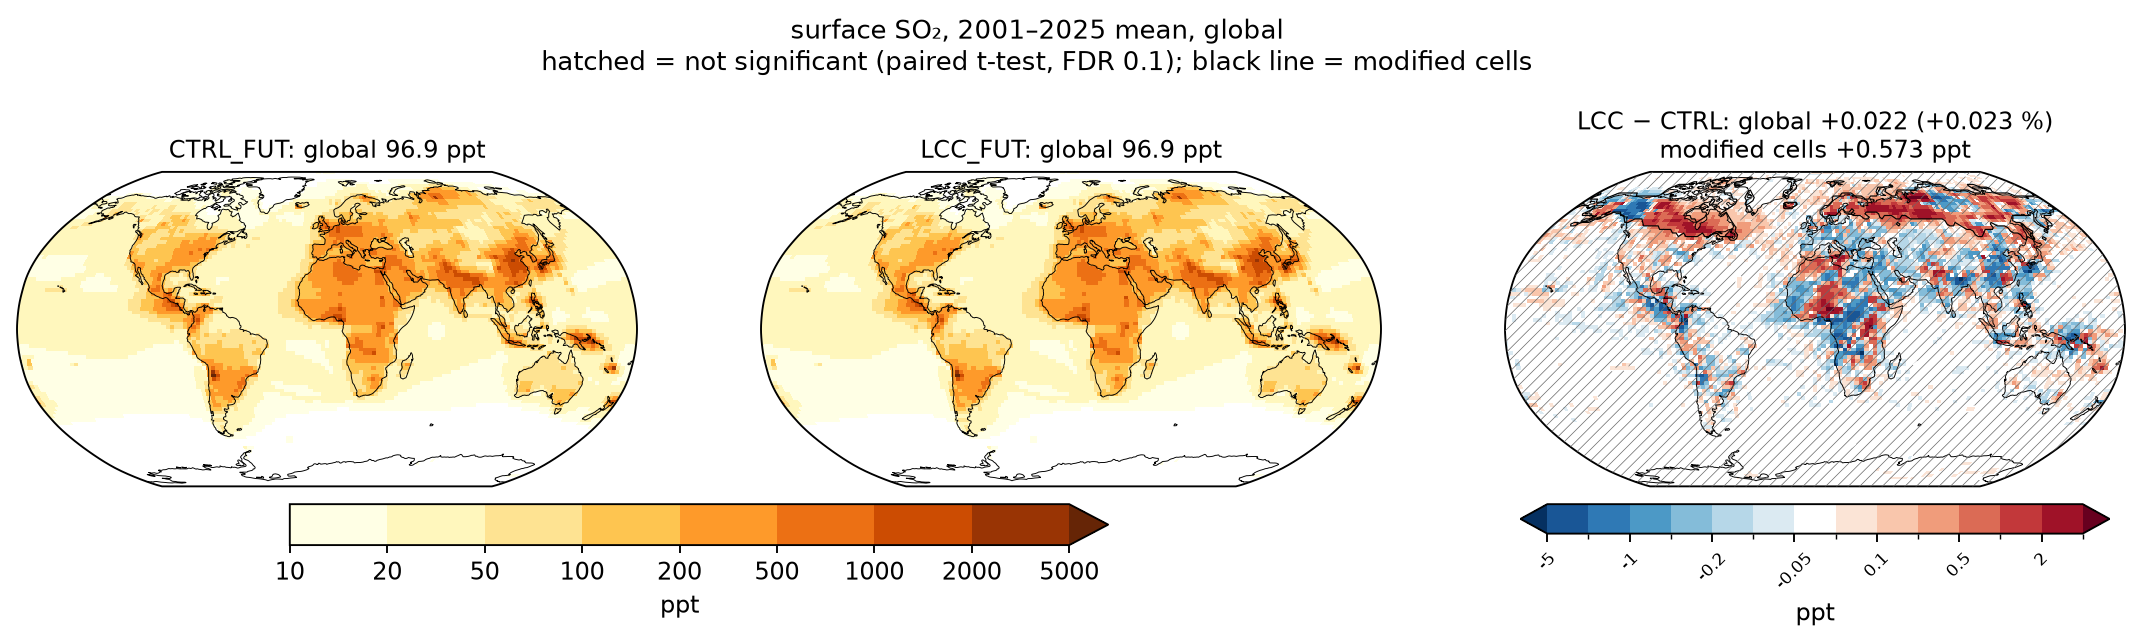 surface SO₂, 2001–2025 mean, global
hatched = not significant (paired t-test, FDR 0.1); black line = modified cells
CTRL_FUT: global 96.9 ppt
LCC_FUT: global 96.9 ppt
LCC − CTRL: global +0.022 (+0.023 %)
modified cells +0.573 ppt
10 20 50 100 200 500 1000 2000 5000
ppt
-5 -1 -0.2 -0.05 0.1 0.5 2
ppt